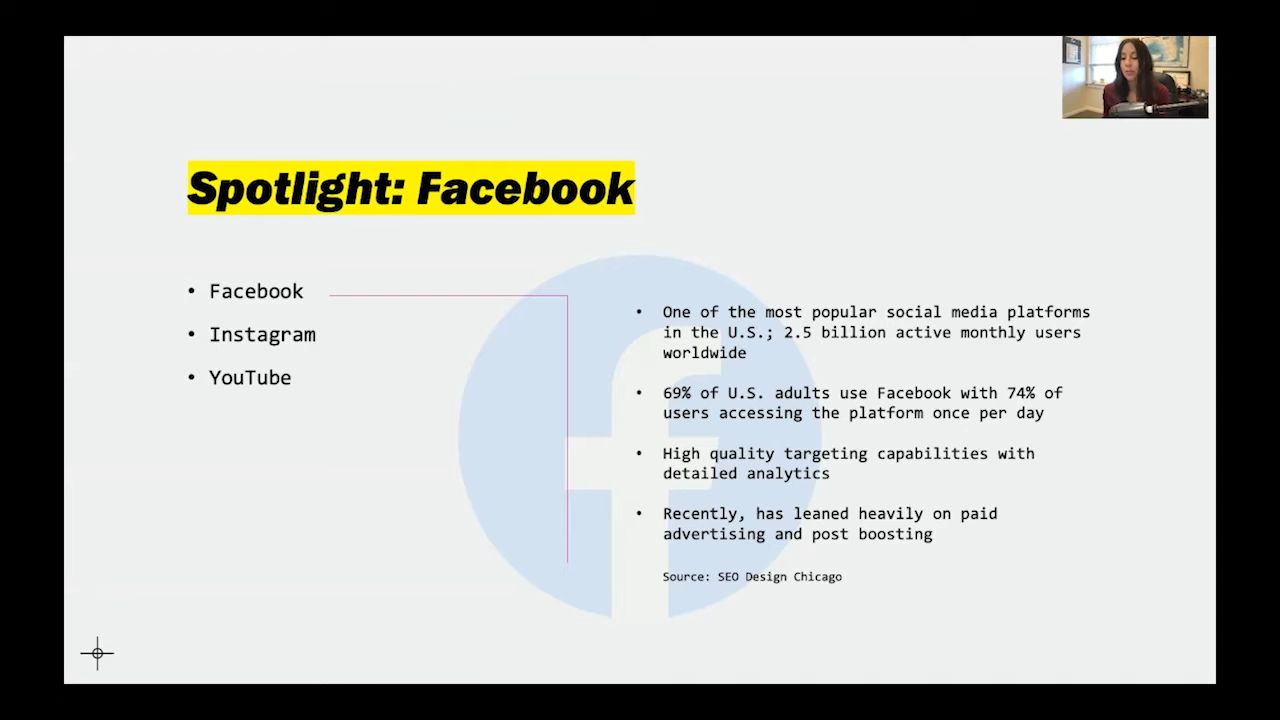 Spotlight: Facebook
• Facebook
• Instagram
• YouTube
• One of the most popular social media platforms
in the U.S.; 2.5 billion active monthly users
worldwide
• 69% of U.S. adults use Facebook with 74% of
users accessing the platform once per day
• High quality targeting capabilities with
detailed analytics
• Recently, has leaned heavily on paid
advertising and post boosting
Source: SEO Design Chicago